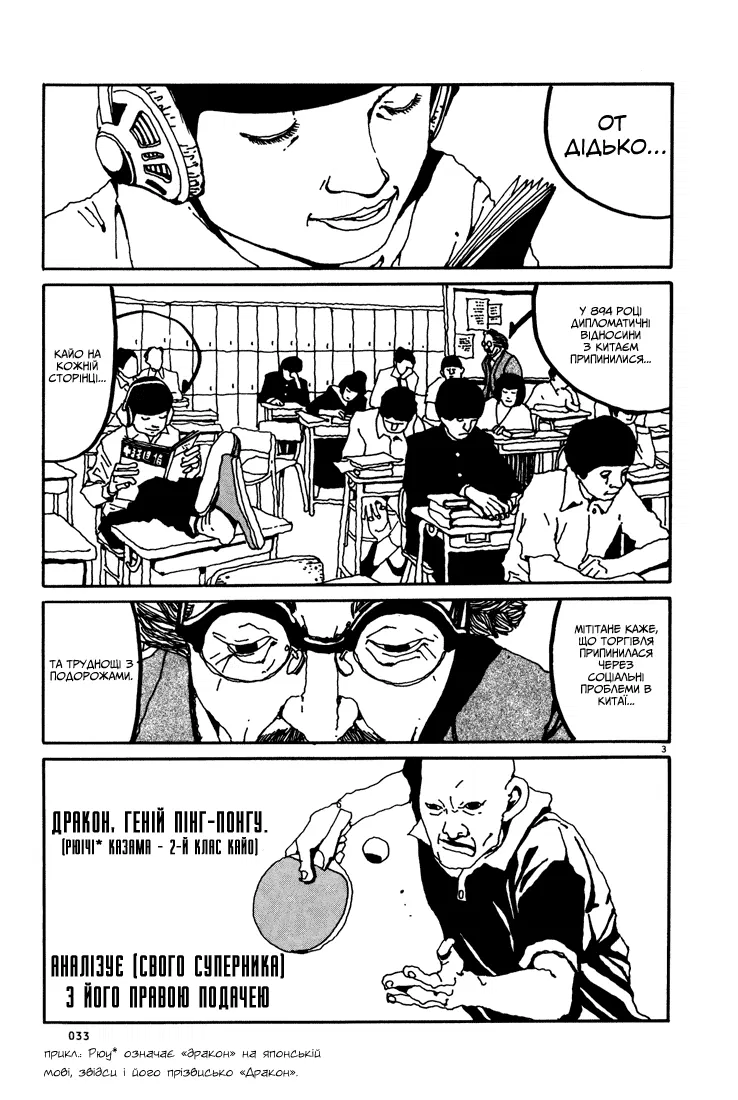 ОТ
ДІДЬКО...
У 894 РОЦІ
ДИПЛОМАТИЧНІ
ВІДНОСИНИ
З КИТАЄМ
ПРИПИНИЛИСЯ...
КАЙО НА
КОЖНІЙ
СТОРІНЦІ...
МІТІТАНЕ КАЖЕ,
ЩО ТОРГІВЛЯ
ПРИПИНИЛАСЯ
ЧЕРЕЗ
СОЦІАЛЬНІ
ПРОБЛЕМИ В
КИТАЇ...
ТА ТРУДНОЩІ З
ПОДОРОЖАМИ.
3
ДРАКОН. ГЕНІЙ ПІНГ-ПОНГУ.
(РЮІЧІ* КАЗАМА - 2-Й КЛАС КАЙО)
АНАЛІЗУЄ (СВОГО СУПЕРНИКА)
З ЙОГО ПРАВОЮ ПОДАЧЕЮ
033
прикл.: Рюу* означає «дракон» на японській
мові, звідси і його прізвисько «Дракон».